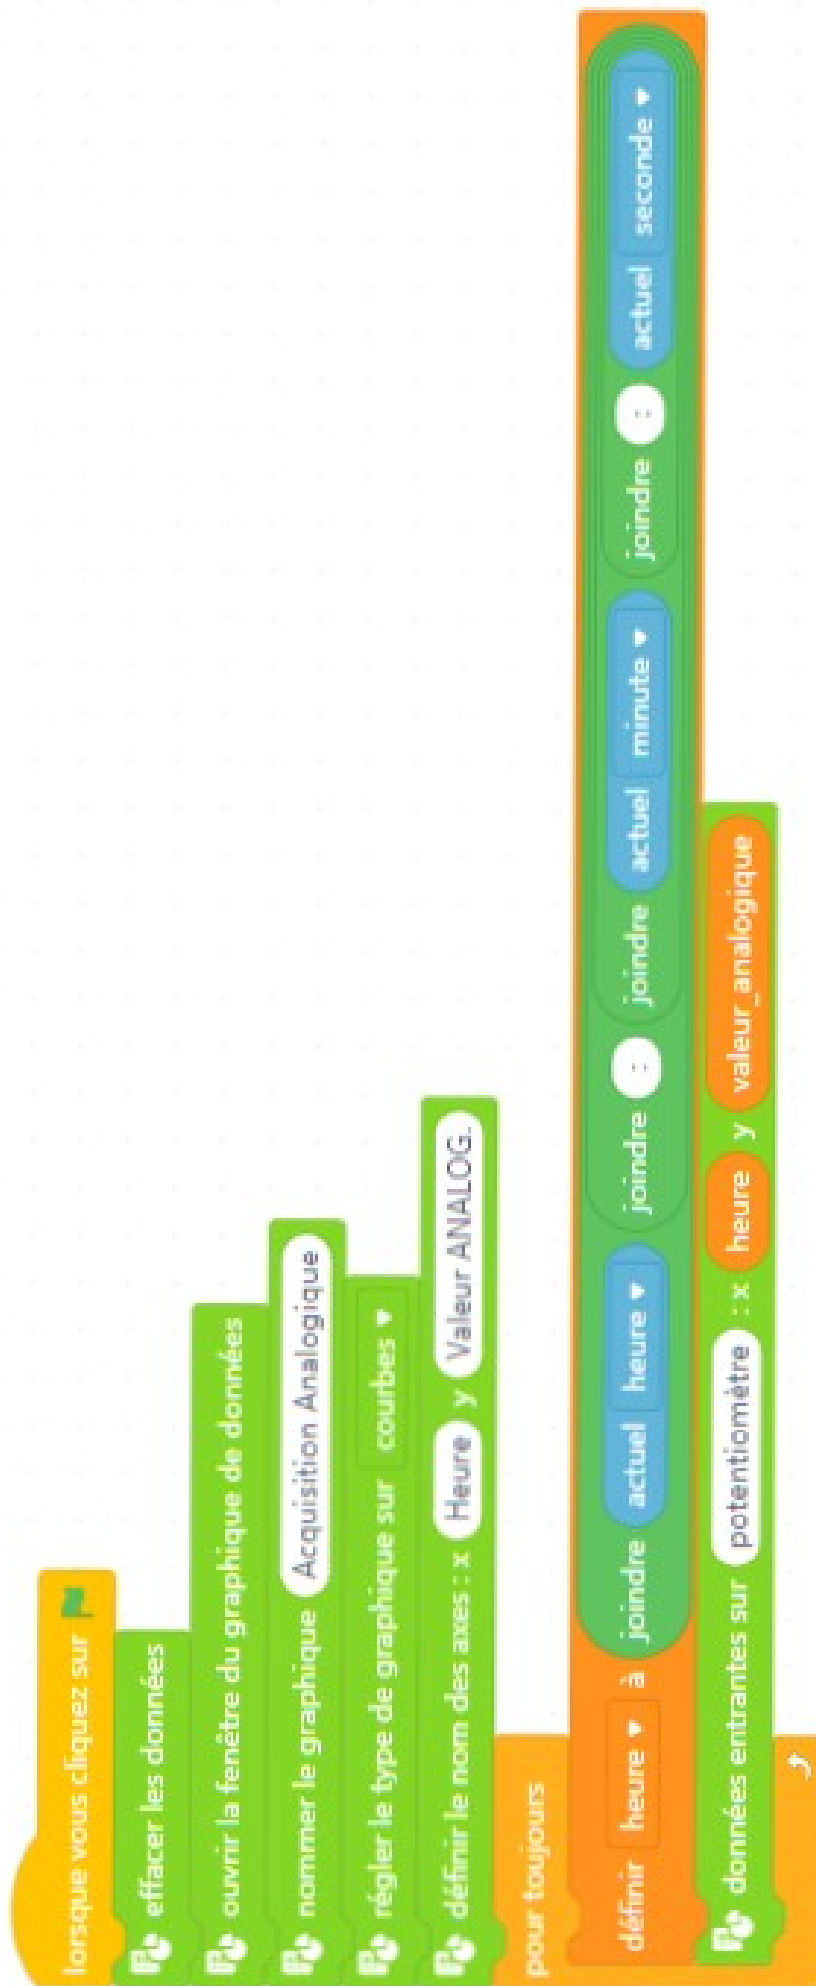 lorsque vous cliquez sur
effacer les données
ouvrir la fenêtre du graphique de données
nommer le graphique Acquisition Analogique
régler le type de graphique sur courbes
définir le nom des axes : x Heure y Valeur ANALOG.
pour toujours
définir heure à joindre actuel heure joindre : joindre actuel minute joindre : actuel seconde
données entrantes sur potentiomètre : x heure y valeur_analogique